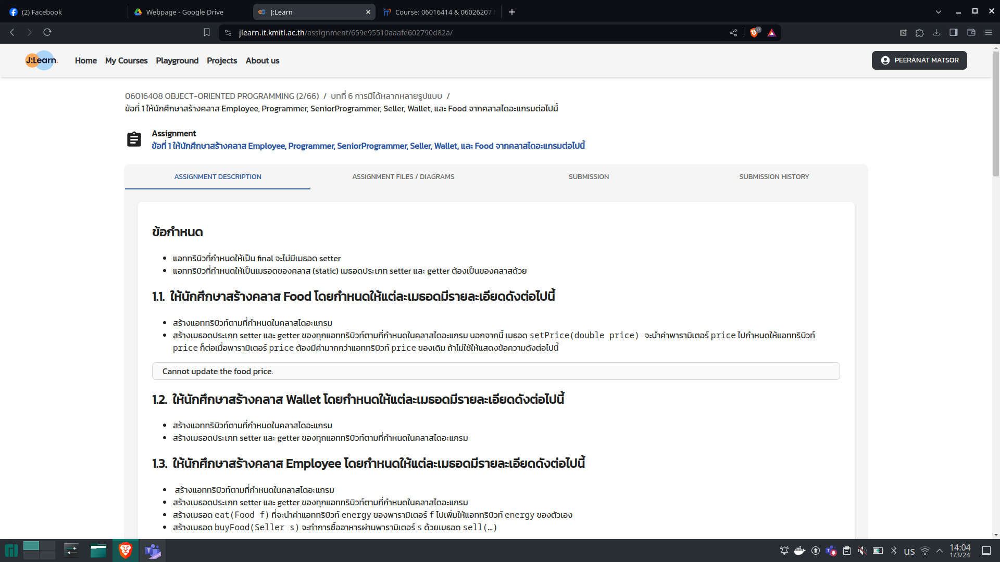 (2) Facebook
Webpage - Google Drive
J:Learn
Course: 06016414 & 06026207
jlearn.it.kmitl.ac.th/assignment/659e95510aaafe602790d82a/
17
J:Learn.
Home My Courses Playground Projects About us
PEERANAT MATSOR
06016408 OBJECT-ORIENTED PROGRAMMING (2/66) / บทที่ 6 การมีได้หลากหลายรูปแบบ /
ข้อที่ 1 ให้นักศึกษาสร้างคลาส Employee, Programmer, SeniorProgrammer, Seller, Wallet, และ Food จากคลาสไดอะแกรมต่อไปนี้
Assignment
ข้อที่ 1 ให้นักศึกษาสร้างคลาส Employee, Programmer, SeniorProgrammer, Seller, Wallet, และ Food จากคลาสไดอะแกรมต่อไปนี้
ASSIGNMENT DESCRIPTION
ASSIGNMENT FILES / DIAGRAMS
SUBMISSION
SUBMISSION HISTORY
ข้อกำหนด
• แอททริบิวที่กำหนดให้เป็น final จะไม่มีเมธอด setter
• แอททริบิวที่กำหนดให้เป็นเมธอดของคลาส (static) เมธอดประเภท setter และ getter ต้องเป็นของคลาสด้วย
1.1. ให้นักศึกษาสร้างคลาส Food โดยกำหนดให้แต่ละเมธอดมีรายละเอียดดังต่อไปนี้
• สร้างแอททริบิวท์ตามที่กำหนดในคลาสไดอะแกรม
• สร้างเมธอดประเภท setter และ getter ของทุกแอททริบิวท์ตามที่กำหนดในคลาสไดอะแกรม นอกจากนี้ เมธอด setPrice(double price) จะนำค่าพารามิเตอร์ price ไปกำหนดให้แอททริบิวท์
price ก็ต่อเมื่อพารามิเตอร์ price ต้องมีค่ามากกว่าแอททริบิวท์ price ของเดิม ถ้าไม่ใช้ให้แสดงข้อความดังต่อไปนี้
Cannot update the food price.
1.2. ให้นักศึกษาสร้างคลาส Wallet โดยกำหนดให้แต่ละเมธอดมีรายละเอียดดังต่อไปนี้
• สร้างแอททริบิวท์ตามที่กำหนดในคลาสไดอะแกรม
• สร้างเมธอดประเภท setter และ getter ของทุกแอททริบิวท์ตามที่กำหนดในคลาสไดอะแกรม
1.3. ให้นักศึกษาสร้างคลาส Employee โดยกำหนดให้แต่ละเมธอดมีรายละเอียดดังต่อไปนี้
• สร้างแอททริบิวท์ตามที่กำหนดในคลาสไดอะแกรม
• สร้างเมธอดประเภท setter และ getter ของทุกแอททริบิวท์ตามที่กำหนดในคลาสไดอะแกรม
• สร้างเมธอด eat(Food f) ที่จะนำค่าแอททริบิวท์ energy ของพารามิเตอร์ f ไปเพิ่มให้แอททริบิวท์ energy ของตัวเอง
• สร้างเมธอด buyFood(Seller s) จะทำการซื้ออาหารผ่านพารามิเตอร์ s ด้วยเมธอด sell(…)
us
14:04
1/3/24